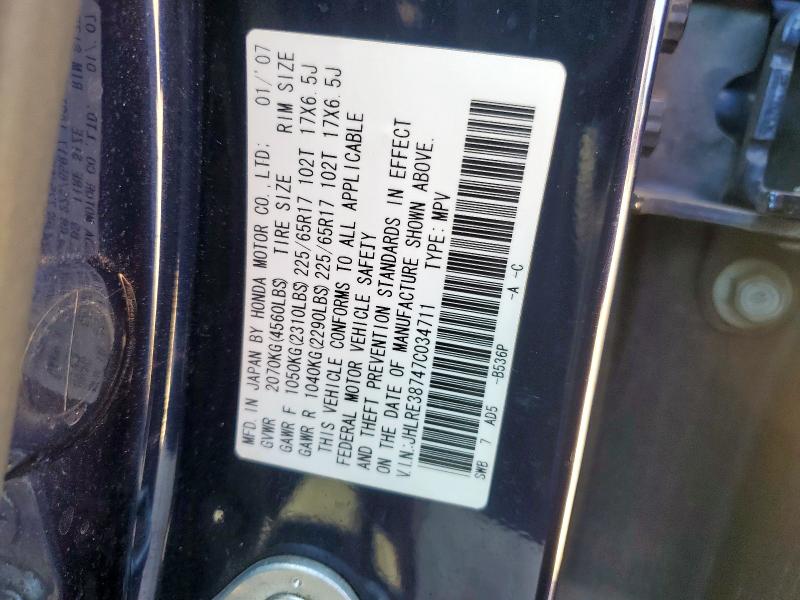 MFD. IN JAPAN BY HONDA MOTOR CO., LTD: 01/'07
GVWR 2070KG(4560LBS) TIRE SIZE RIM SIZE
GAWR F 1050KG(2310LBS) 225/65R17 102T 17X6.5J
GAWR R 1040KG(2290LBS) 225/65R17 102T 17X6.5J
THIS VEHICLE CONFORMS TO ALL APPLICABLE
FEDERAL MOTOR VEHICLE SAFETY
AND THEFT PREVENTION STANDARDS IN EFFECT
ON THE DATE OF MANUFACTURE SHOWN ABOVE.
V.I.N.:JHLRE38747C034711 TYPE:MPV
SWB 7 AD5 -B536P -A -C